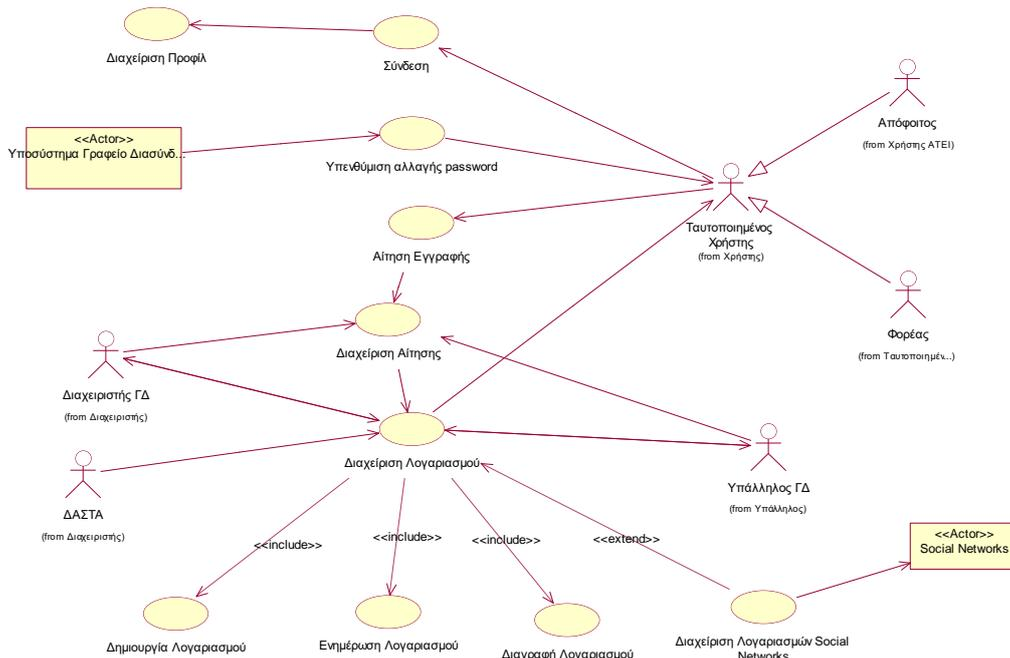 Διαχείριση Προφίλ
Σύνδεση
<<Actor>>
Υποσύστημα Γραφείο Διασύνδ...
Υπενθύμιση αλλαγής password
Απόφοιτος
(from Χρήστης ΑΤΕΙ)
Ταυτοποιημένος
Χρήστης
(from Χρήστης)
Αίτηση Εγγραφής
Φορέας
(from Ταυτοποιημέν...)
Διαχείριση Αίτησης
Διαχειριστής ΓΔ
(from Διαχειριστής)
Διαχείριση Λογαριασμού
Υπάλληλος ΓΔ
(from Υπάλληλος)
ΔΑΣΤΑ
(from Διαχειριστής)
<<include>>
<<include>>
<<include>>
<<extend>>
<<Actor>>
Social Networks
Δημιουργία Λογαριασμού
Ενημέρωση Λογαριασμού
Διαγραφή Λογαριασμού
Διαχείριση Λογαριασμών Social
Networks